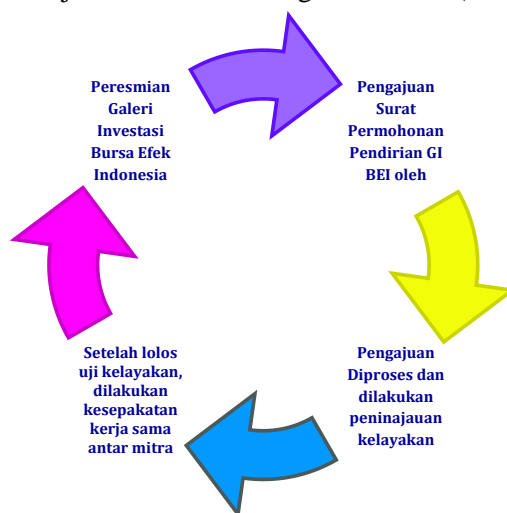 Peresmian
Galeri
Investasi
Bursa Efek
Indonesia
Pengajuan
Surat
Permohonan
Pendirian GI
BEI oleh
Pengajuan
Diproses dan
dilakukan
peninajauan
kelayakan
Setelah lolos
uji kelayakan,
dilakukan
kesepakatan
kerja sama
antar mitra